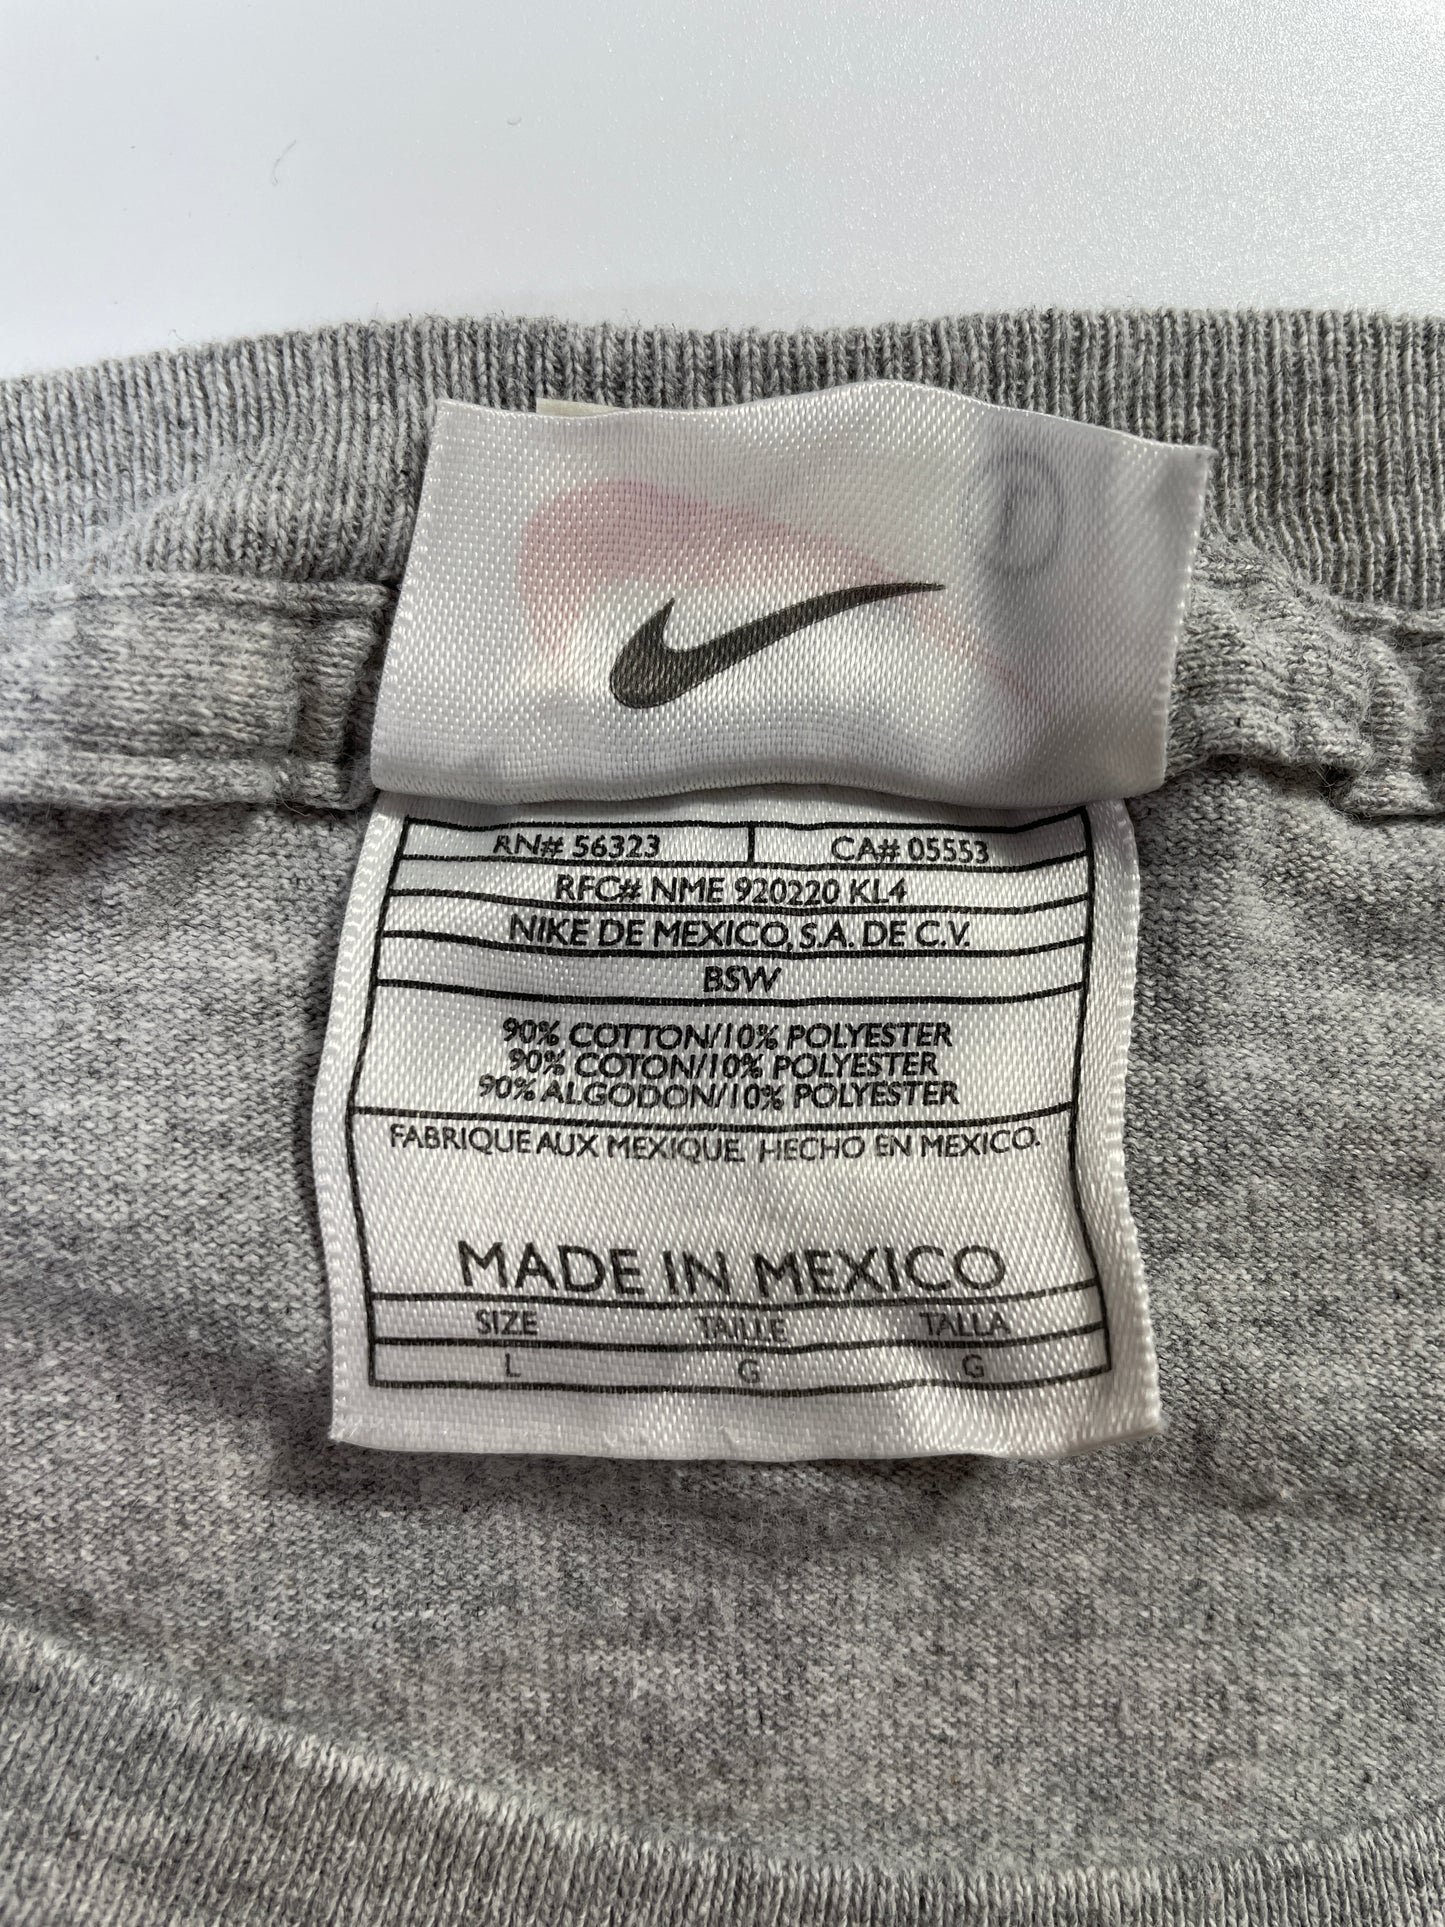 RN# 56323 CA# 05553
RFC# NME 920220 KL4
NIKE DE MEXICO, S.A. DE C.V.
BSW
90% COTTON/10% POLYESTER
90% COTON/10% POLYESTER
90% ALGODON/10% POLYESTER
FABRIQUE AUX MEXIQUE. HECHO EN MEXICO.
MADE IN MEXICO
SIZE TAILLE TALLA
L G G